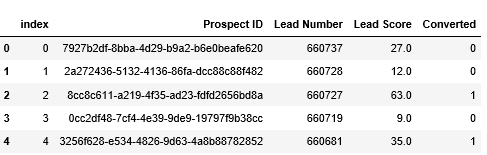 index Prospect ID Lead Number Lead Score Converted
0 0 7927b2df-8bba-4d29-b9a2-b6e0beafe620 660737 27.0 0
1 1 2a272436-5132-4136-86fa-dcc88c88f482 660728 12.0 0
2 2 8cc8c611-a219-4f35-ad23-fdfd2656bd8a 660727 63.0 1
3 3 0cc2df48-7cf4-4e39-9de9-19797f9b38cc 660719 9.0 0
4 4 3256f628-e534-4826-9d63-4a8b88782852 660681 35.0 1